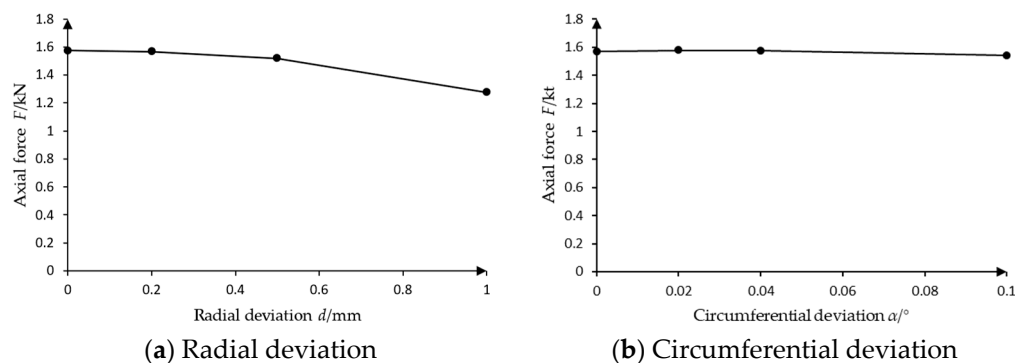 1.8
1.6
1.4
1.2
1
0.8
0.6
0.4
0.2
0
Axial force F/kN
0 0.2 0.4 0.6 0.8 1
Radial deviation d/mm
(a) Radial deviation
1.8
1.6
1.4
1.2
1
0.8
0.6
0.4
0.2
0
Axial force F/kt
0 0.02 0.04 0.06 0.08 0.1
Circumferential deviation α/°
(b) Circumferential deviation